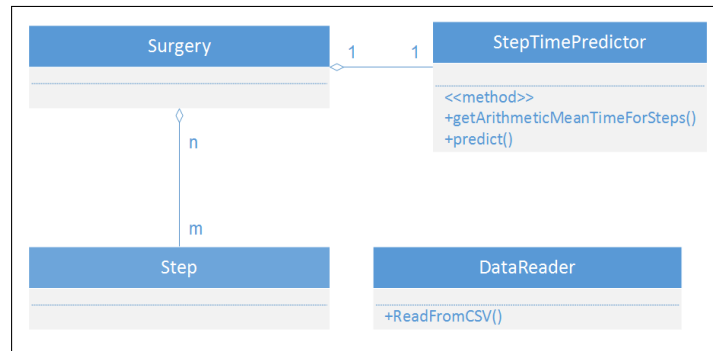 Surgery
1
1
StepTimePredictor
<<method>>
+getArithmeticMeanTimeForSteps()
+predict()
n
m
Step
DataReader
+ReadFromCSV()